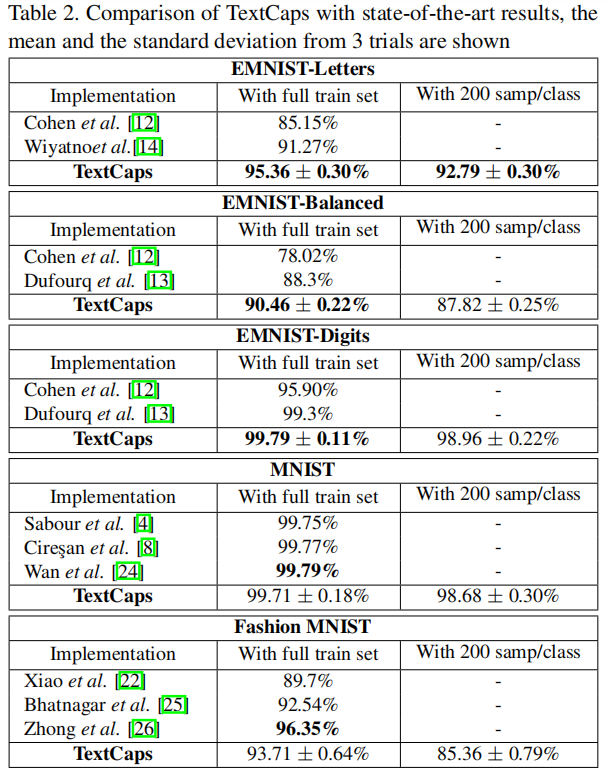 Table 2. Comparison of TextCaps with state-of-the-art results, the
mean and the standard deviation from 3 trials are shown
EMNIST-Letters
Implementation With full train set With 200 samp/class
Cohen et al. [12] 85.15% -
Wiyatnoet al.[14] 91.27% -
TextCaps 95.36 ± 0.30% 92.79 ± 0.30%
EMNIST-Balanced
Implementation With full train set With 200 samp/class
Cohen et al. [12] 78.02% -
Dufourq et al. [13] 88.3% -
TextCaps 90.46 ± 0.22% 87.82 ± 0.25%
EMNIST-Digits
Implementation With full train set With 200 samp/class
Cohen et al. [12] 95.90% -
Dufourq et al. [13] 99.3% -
TextCaps 99.79 ± 0.11% 98.96 ± 0.22%
MNIST
Implementation With full train set With 200 samp/class
Sabour et al. [4] 99.75% -
Cireşan et al. [8] 99.77% -
Wan et al. [24] 99.79% -
TextCaps 99.71 ± 0.18% 98.68 ± 0.30%
Fashion MNIST
Implementation With full train set With 200 samp/class
Xiao et al. [22] 89.7% -
Bhatnagar et al. [25] 92.54% -
Zhong et al. [26] 96.35% -
TextCaps 93.71 ± 0.64% 85.36 ± 0.79%